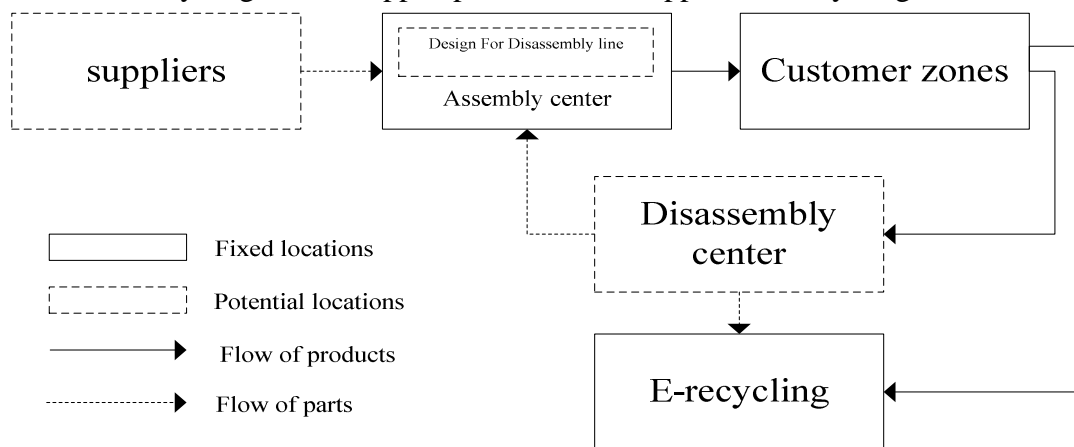 suppliers
Design For Disassembly line
Assembly center
Customer zones
Disassembly
center
Fixed locations
Potential locations
Flow of products
Flow of parts
E-recycling